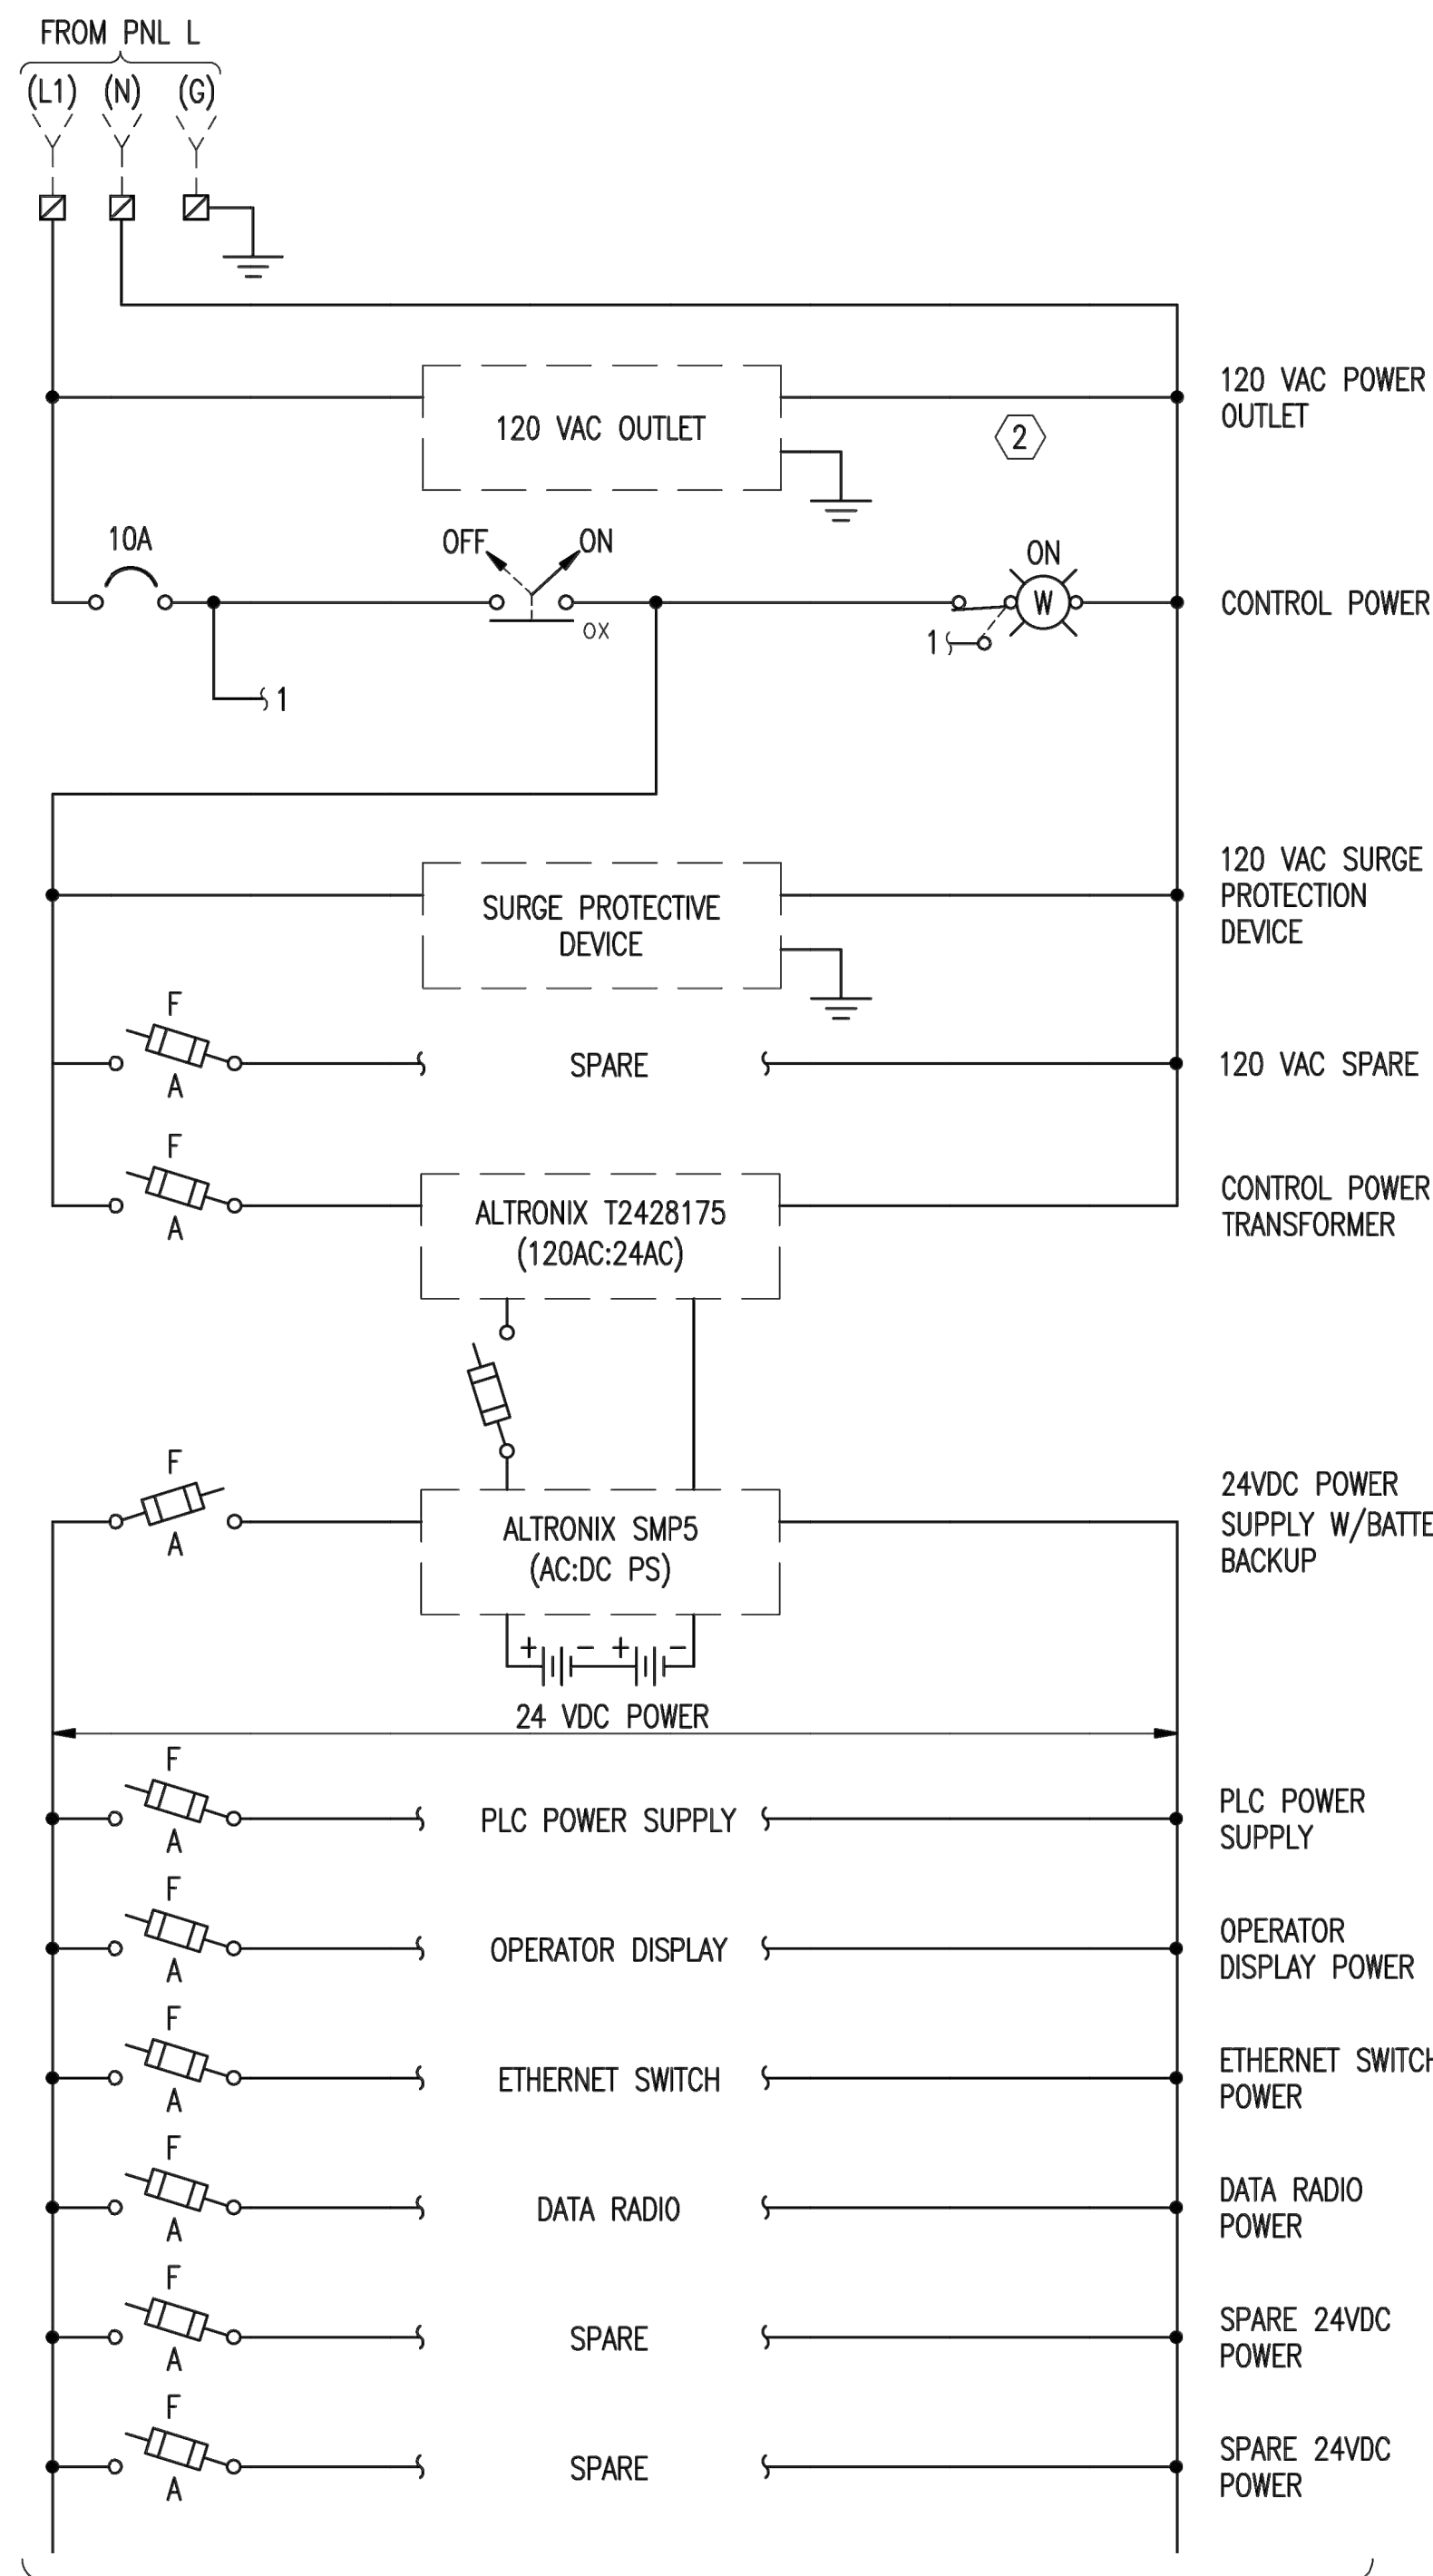 FROM PNL L
(L1) (N) (G)
120 VAC OUTLET
120 VAC POWER
OUTLET
2
10A
OFF ON
OX
ON
W
CONTROL POWER
1
1
SURGE PROTECTIVE
DEVICE
120 VAC SURGE
PROTECTION
DEVICE
F
A
SPARE
120 VAC SPARE
F
A
ALTRONIX T2428175
(120AC:24AC)
CONTROL POWER
TRANSFORMER
F
A
ALTRONIX SMP5
(AC:DC PS)
24VDC POWER
SUPPLY W/BATTE
BACKUP
+ - + -
24 VDC POWER
F
A
PLC POWER SUPPLY
PLC POWER
SUPPLY
F
A
OPERATOR DISPLAY
OPERATOR
DISPLAY POWER
F
A
ETHERNET SWITCH
ETHERNET SWITCH
POWER
F
A
DATA RADIO
DATA RADIO
POWER
F
A
SPARE
SPARE 24VDC
POWER
F
A
SPARE
SPARE 24VDC
POWER